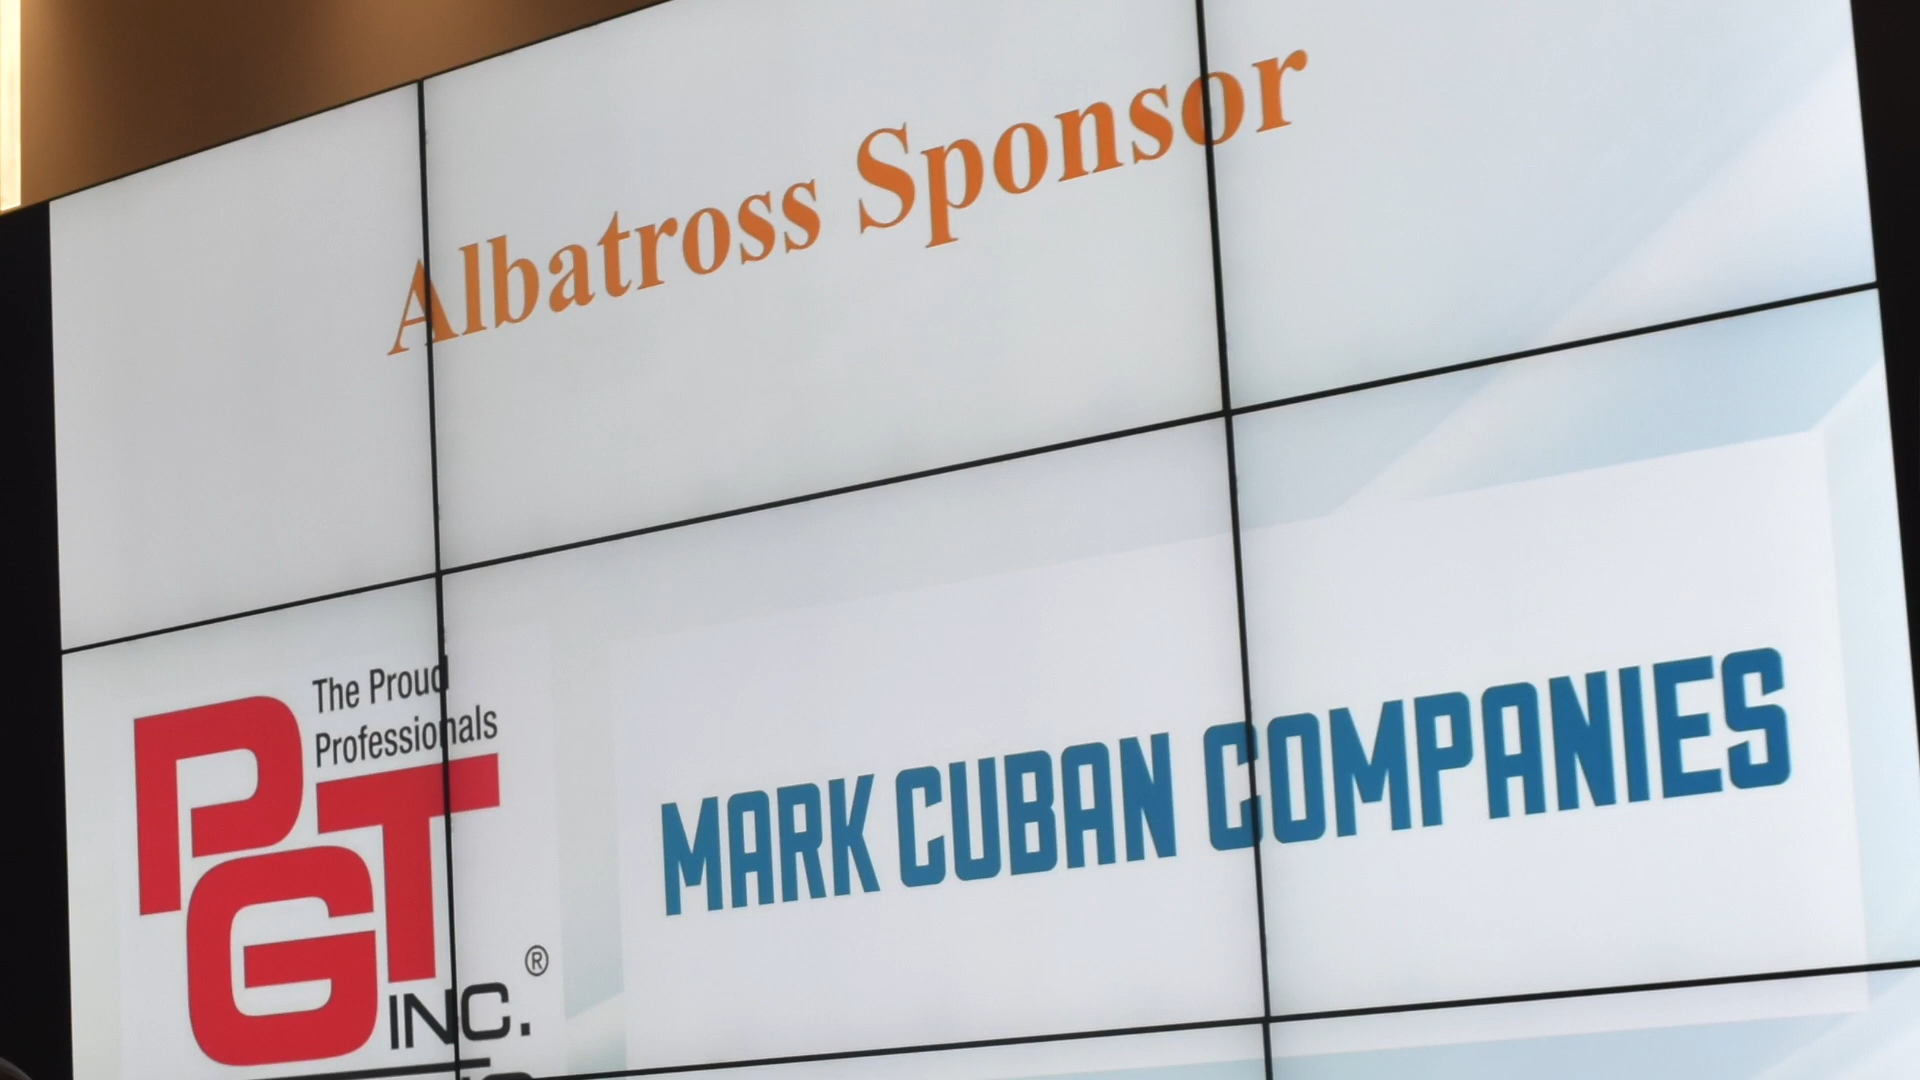 Albatross Sponsor
The Proud
Professionals
PGT
INC.®
MARK CUBAN COMPANIES